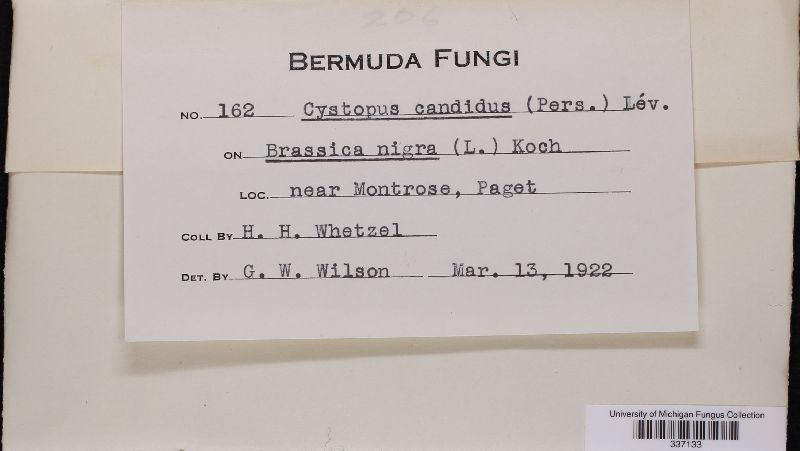 206
BERMUDA FUNGI
NO. 162 Cystopus candidus (Pers.) Lév.
ON Brassica nigra (L.) Koch
LOC. near Montrose, Paget
COLL BY H. H. Whetzel
DET. BY G. W. Wilson Mar. 13, 1922
University of Michigan Fungus Collection
337133